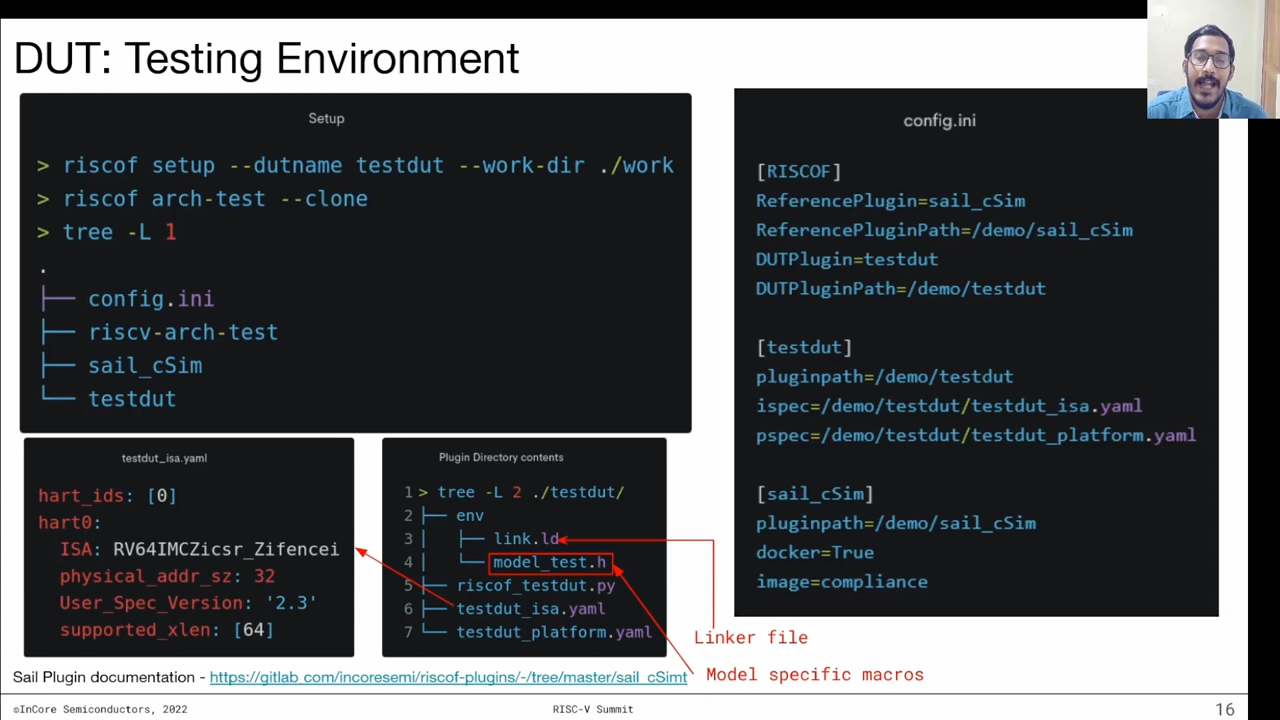 DUT: Testing Environment
Setup
> riscof setup --dutname testdut --work-dir ./work
> riscof arch-test --clone
> tree -L 1
.
├── config.ini
├── riscv-arch-test
├── sail_cSim
└── testdut
config.ini
[RISCOF]
ReferencePlugin=sail_cSim
ReferencePluginPath=/demo/sail_cSim
DUTPlugin=testdut
DUTPluginPath=/demo/testdut
[testdut]
pluginpath=/demo/testdut
ispec=/demo/testdut/testdut_isa.yaml
pspec=/demo/testdut/testdut_platform.yaml
[sail_cSim]
pluginpath=/demo/sail_cSim
docker=True
image=compliance
testdut_isa.yaml
hart_ids: [0]
hart0:
ISA: RV64IMCZicsr_Zifencei
physical_addr_sz: 32
User_Spec_Version: '2.3'
supported_xlen: [64]
Plugin Directory contents
1 > tree -L 2 ./testdut/
2 ├── env
3 │   ├── link.ld
4 │   └── model_test.h
5 ├── riscof_testdut.py
6 ├── testdut_isa.yaml
7 └── testdut_platform.yaml
Linker file
Model specific macros
Sail Plugin documentation - https://gitlab.com/incoresemi/riscof-plugins/-/tree/master/sail_cSimt
©InCore Semiconductors, 2022
RISC-V Summit
16